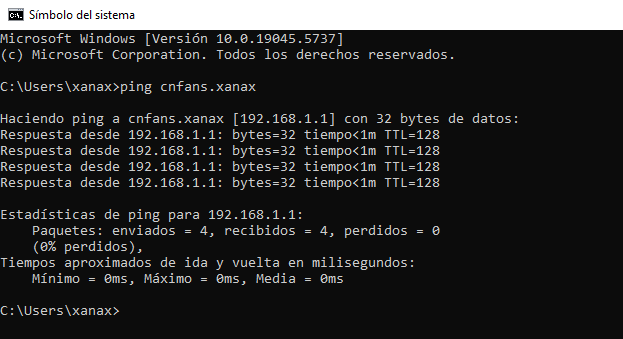 Símbolo del sistema
Microsoft Windows [Versión 10.0.19045.5737]
(c) Microsoft Corporation. Todos los derechos reservados.
C:\Users\xanax>ping cnfans.xanax
Haciendo ping a cnfans.xanax [192.168.1.1] con 32 bytes de datos:
Respuesta desde 192.168.1.1: bytes=32 tiempo<1m TTL=128
Respuesta desde 192.168.1.1: bytes=32 tiempo<1m TTL=128
Respuesta desde 192.168.1.1: bytes=32 tiempo<1m TTL=128
Respuesta desde 192.168.1.1: bytes=32 tiempo<1m TTL=128
Estadísticas de ping para 192.168.1.1:
    Paquetes: enviados = 4, recibidos = 4, perdidos = 0
    (0% perdidos),
Tiempos aproximados de ida y vuelta en milisegundos:
    Mínimo = 0ms, Máximo = 0ms, Media = 0ms
C:\Users\xanax>